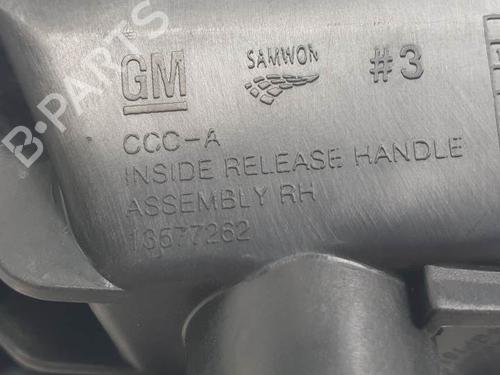 B-PARTS
GM SAMWON #3
CCC-A
INSIDE RELEASE HANDLE
ASSEMBLY RH
13577262